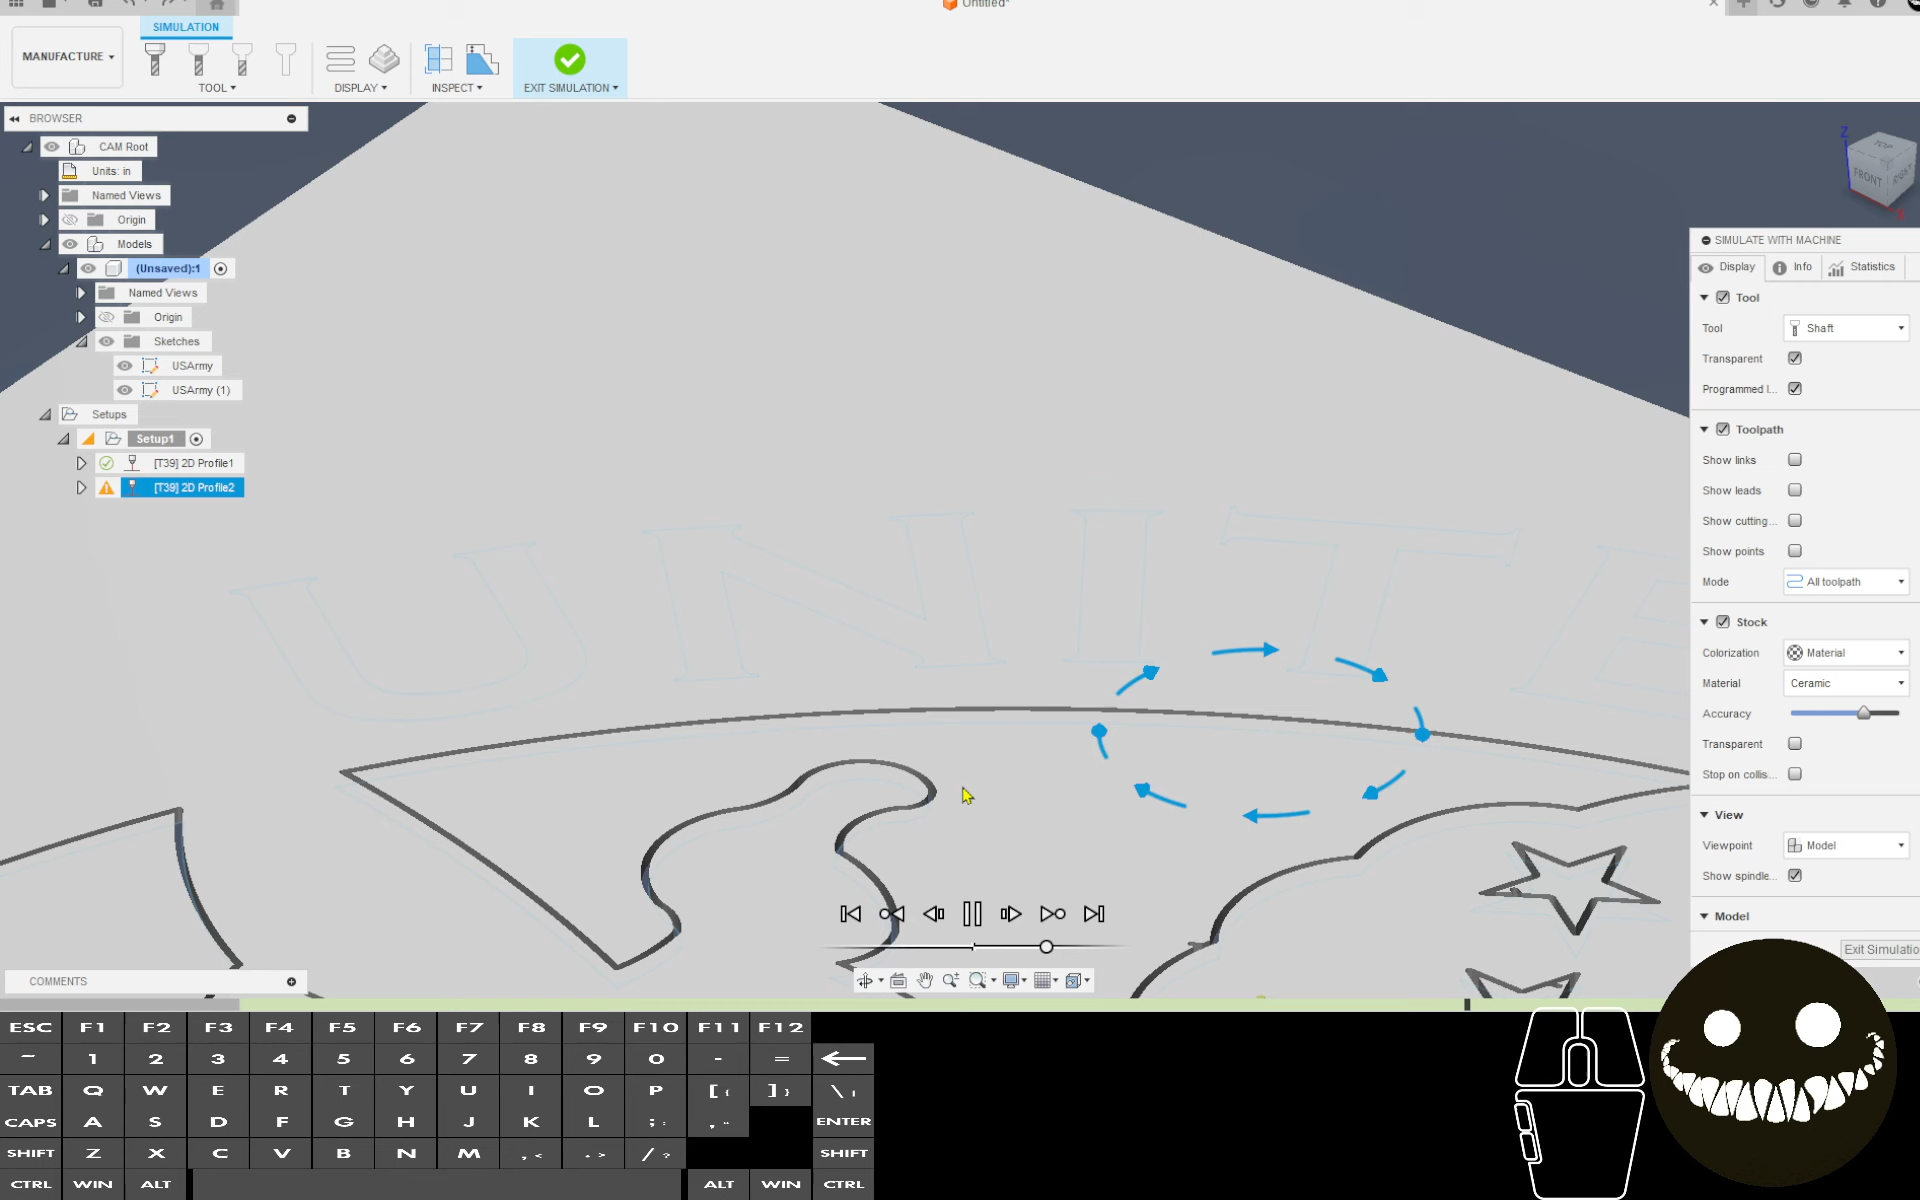 Untitled*
SIMULATION
MANUFACTURE
TOOL
DISPLAY
INSPECT
EXIT SIMULATION
BROWSER
CAM Root
Units: in
Named Views
Origin
Models
(Unsaved):1
Named Views
Origin
Sketches
USArmy
USArmy (1)
Setups
Setup1
[T39] 2D Profile1
[T39] 2D Profile2
UNITE
Z
TOP
FRONT
RIGHT
X
SIMULATE WITH MACHINE
Display Info Statistics
Tool
Tool Shaft
Transparent
Programmed l...
Toolpath
Show links
Show leads
Show cutting...
Show points
Mode All toolpath
Stock
Colorization Material
Material Ceramic
Accuracy
Transparent
Stop on collis...
View
Viewpoint Model
Show spindle...
Model
Exit Simulatio
COMMENTS
ESC F1 F2 F3 F4 F5 F6 F7 F8 F9 F10 F11 F12
~ 1 2 3 4 5 6 7 8 9 0 - =
TAB Q W E R T Y U I O P [{ ]} \|
CAPS A S D F G H J K L ;: ," ENTER
SHIFT Z X C V B N M ,< .> /? SHIFT
CTRL WIN ALT ALT WIN CTRL